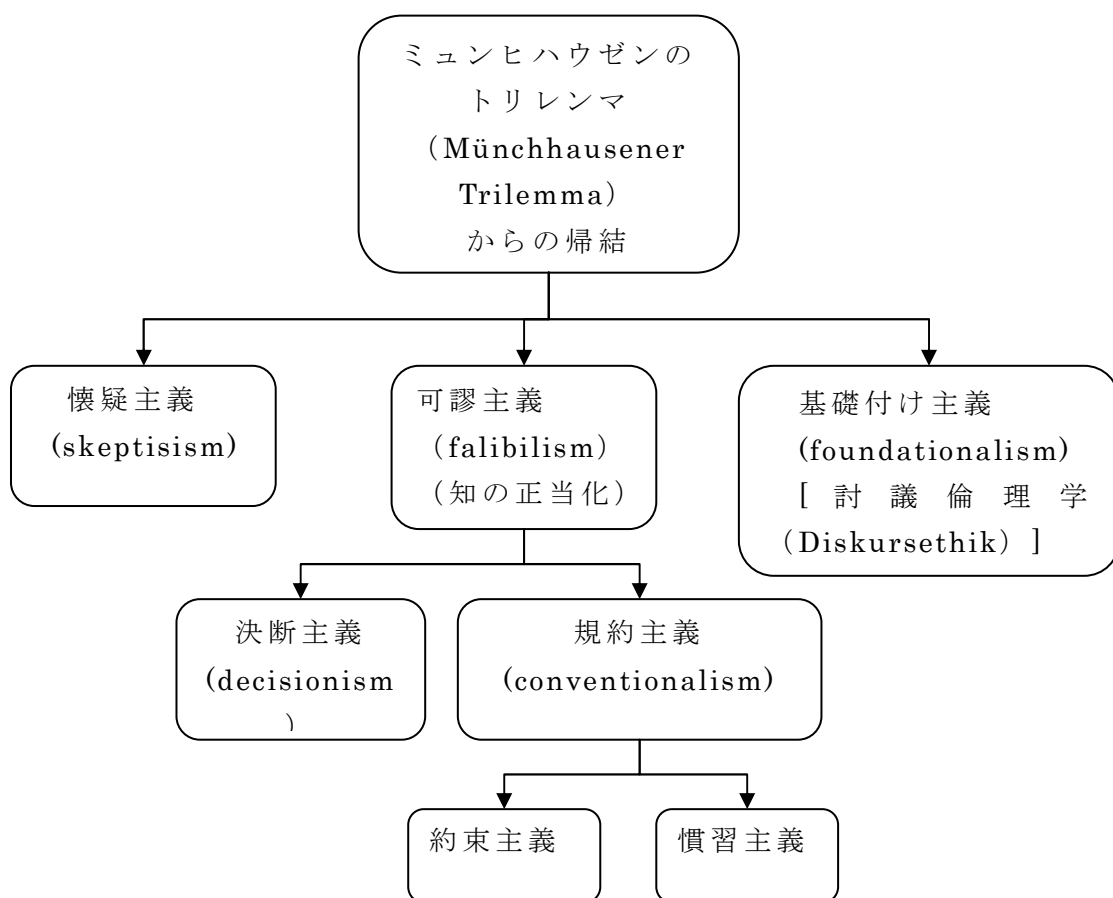 ミュンヒハウゼンの
トリレンマ
（Münchhausener
Trilemma）
からの帰結
懐疑主義
(skeptisism)
可謬主義
（falibilism）
（知の正当化）
基礎付け主義
(foundationalism)
[討議倫理学
（Diskursethik）]
決断主義
(decisionism
)
規約主義
(conventionalism)
約束主義
慣習主義